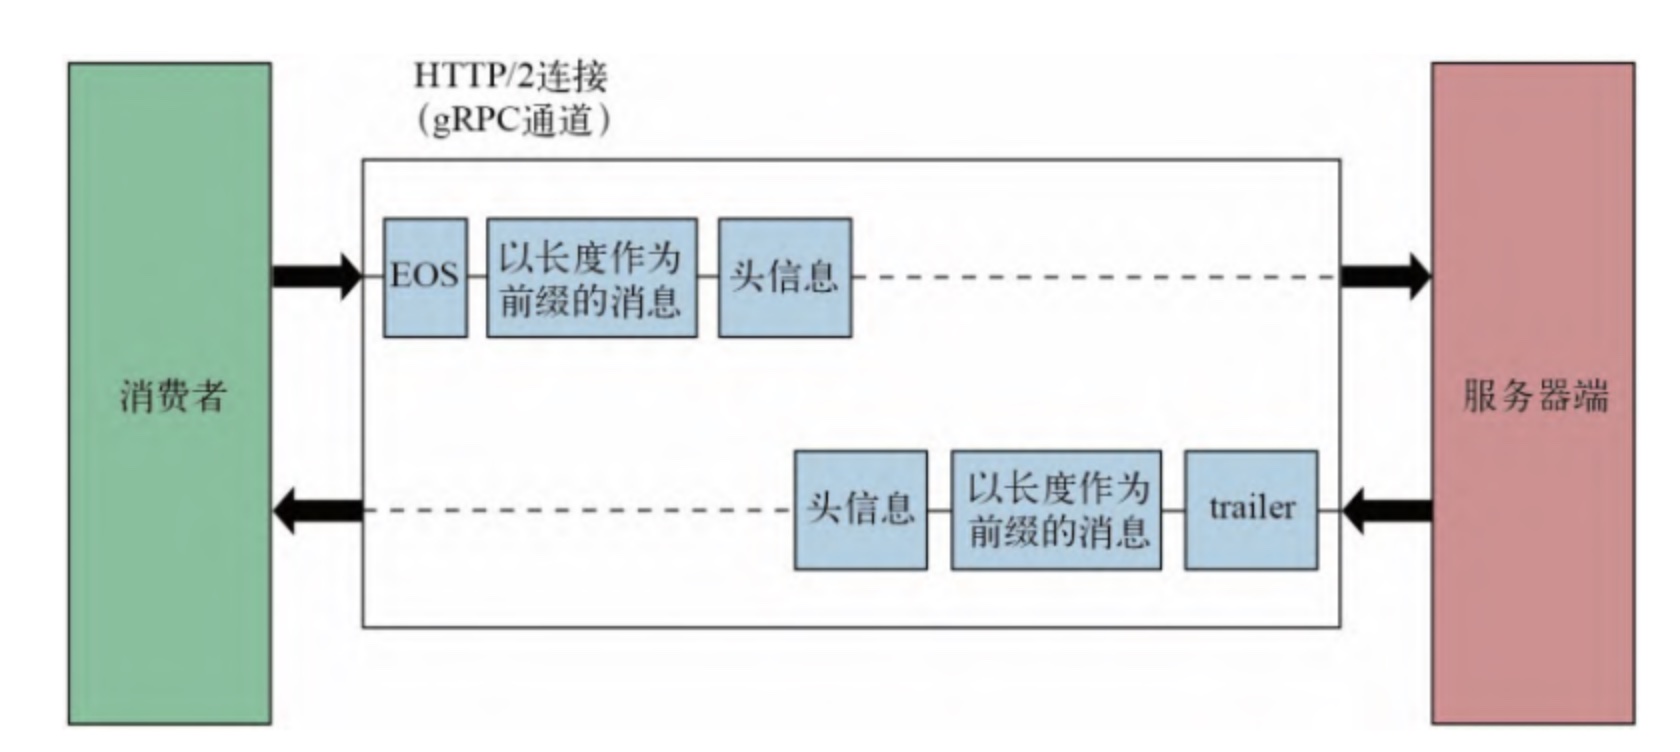 HTTP/2连接
（gRPC通道）
EOS
以长度作为
前缀的消息
头信息
消费者
服务器端
头信息
以长度作为
前缀的消息
trailer